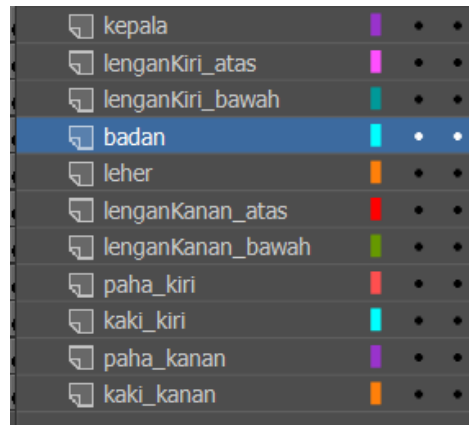 kepala
lenganKiri_atas
lenganKiri_bawah
badan
leher
lenganKanan_atas
lenganKanan_bawah
paha_kiri
kaki_kiri
paha_kanan
kaki_kanan